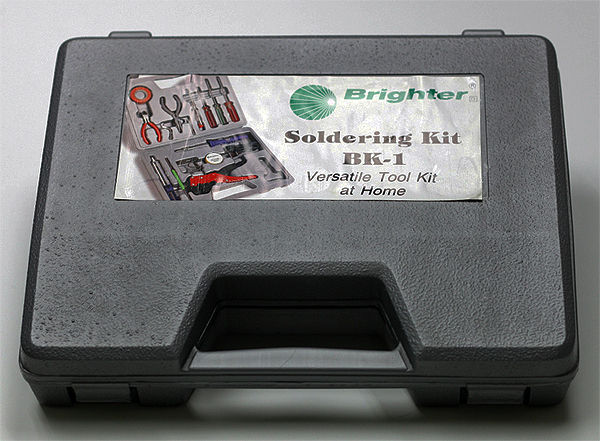 Brighter ®
Soldering Kit
BK-1
Versatile Tool Kit
at Home